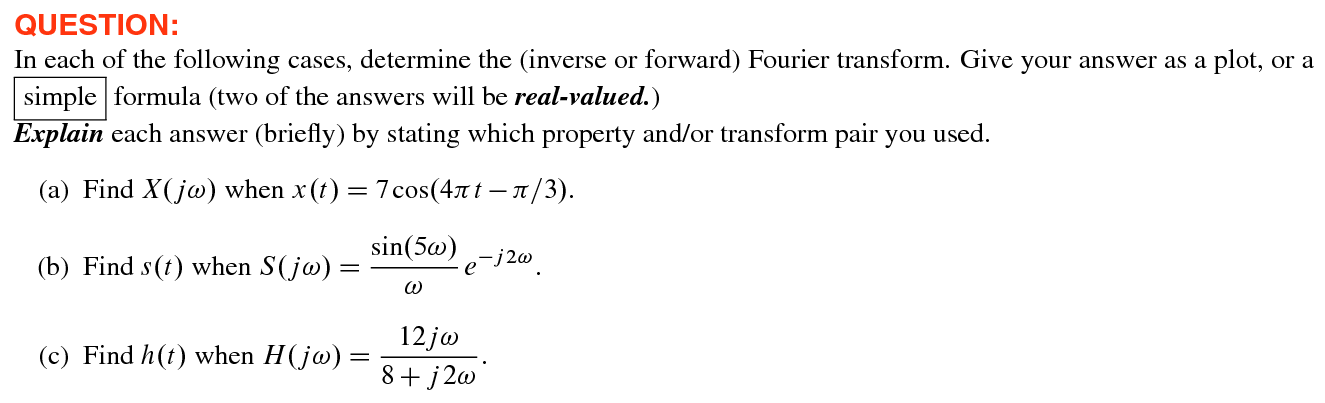 QUESTION:
In each of the following cases, determine the (inverse or forward) Fourier transform. Give your answer as a plot, or a
simple formula (two of the answers will be real-valued.)
Explain each answer (briefly) by stating which property and/or transform pair you used.
(a) Find X(jω) when x(t) = 7cos(4πt − π/3).
(b) Find s(t) when S(jω) = sin(5ω)/ω e^{−j2ω}.
(c) Find h(t) when H(jω) = 12jω/(8 + j2ω).